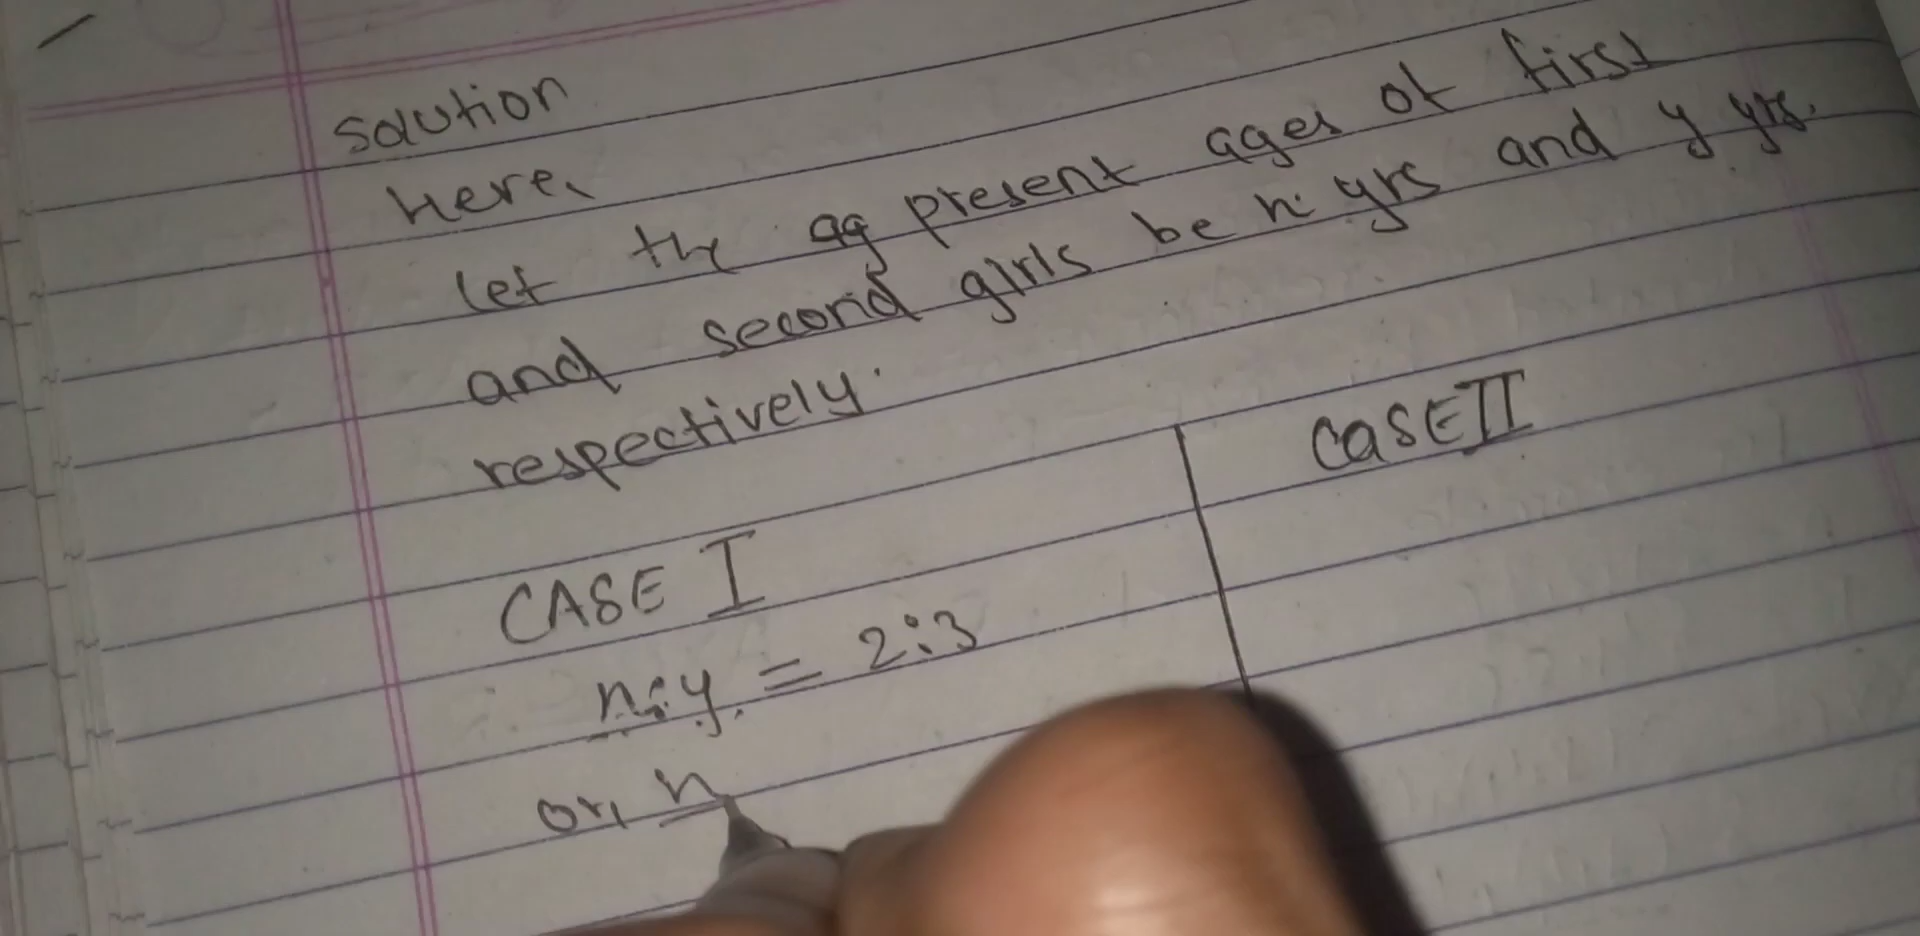 Solution
here,
let the ag present ages of first
and second girls be x yrs and y yrs.
respectively.
CASE I
x:y = 2:3
or, x
CASE II